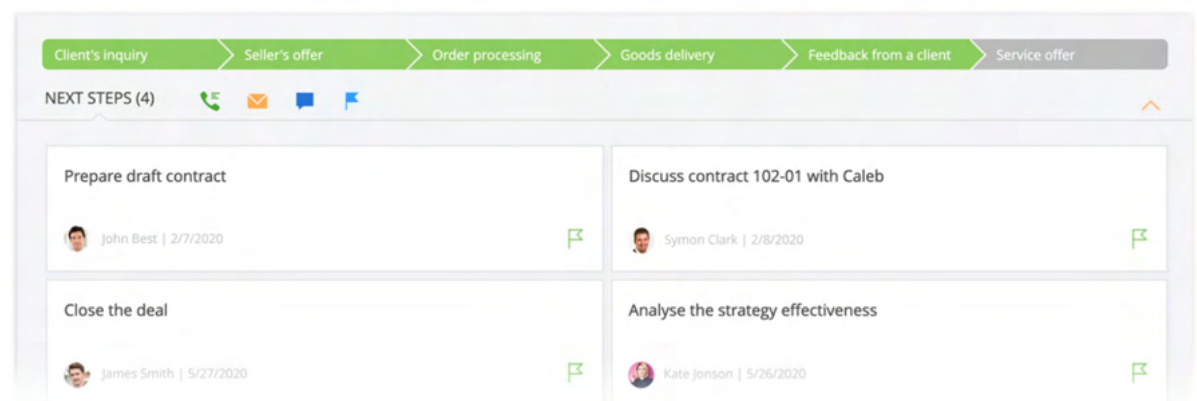 Client's inquiry Seller's offer Order processing Goods delivery Feedback from a client Service offer
NEXT STEPS (4)
Prepare draft contract
John Best | 2/7/2020
Discuss contract 102-01 with Caleb
Symon Clark | 2/8/2020
Close the deal
James Smith | 5/27/2020
Analyse the strategy effectiveness
Kate Jonson | 5/26/2020